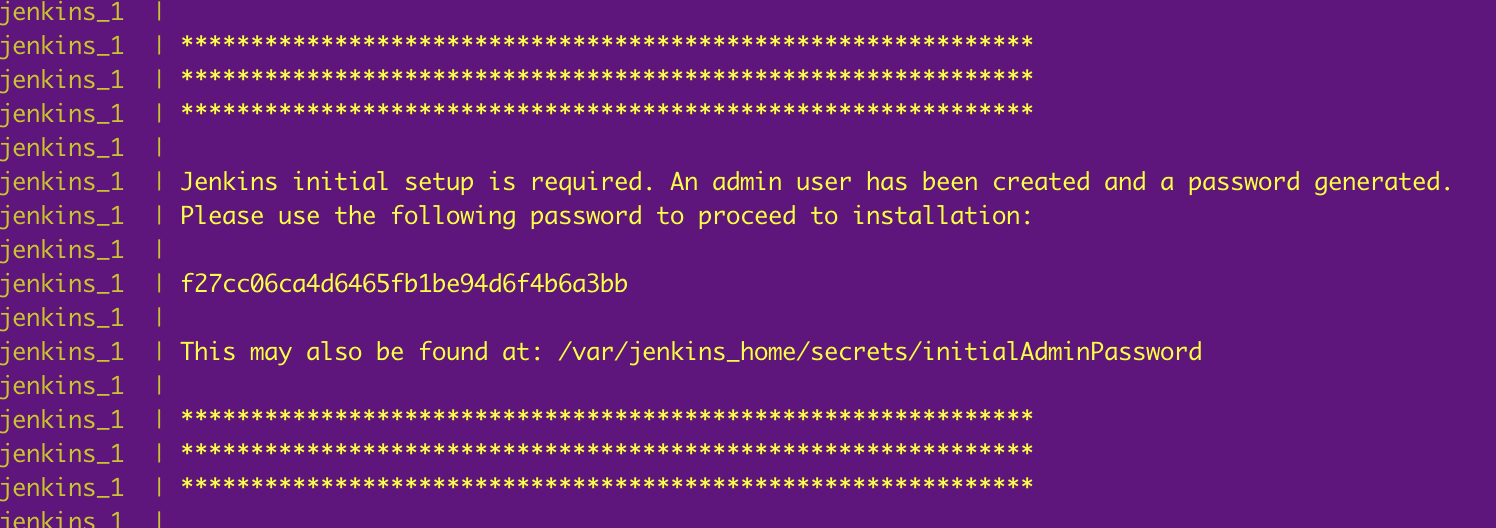 jenkins_1 |
jenkins_1 | *************************************************************
jenkins_1 | *************************************************************
jenkins_1 | *************************************************************
jenkins_1 |
jenkins_1 | Jenkins initial setup is required. An admin user has been created and a password generated.
jenkins_1 | Please use the following password to proceed to installation:
jenkins_1 |
jenkins_1 | f27cc06ca4d6465fb1be94d6f4b6a3bb
jenkins_1 |
jenkins_1 | This may also be found at: /var/jenkins_home/secrets/initialAdminPassword
jenkins_1 |
jenkins_1 | *************************************************************
jenkins_1 | *************************************************************
jenkins_1 | *************************************************************
jenkins_1 |